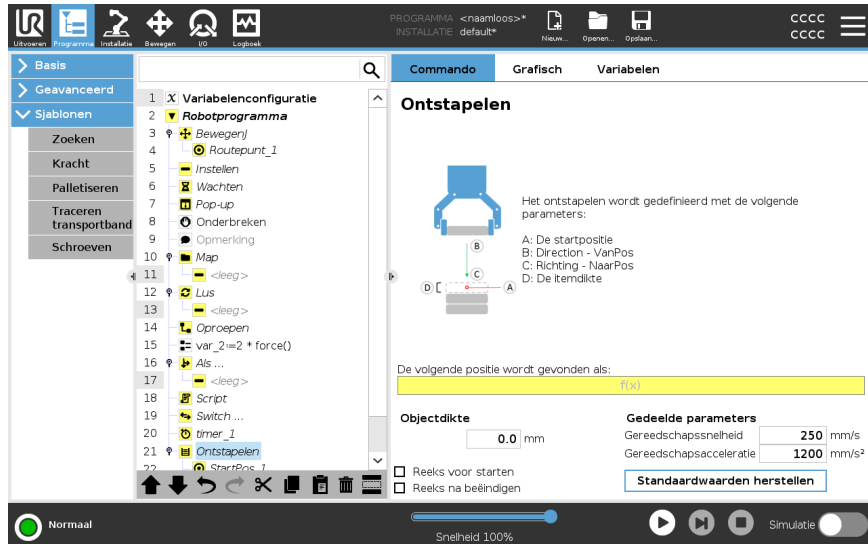 PROGRAMMA <naamloos>*
INSTALLATIE default*
CCCC
CCCC
Uitvoeren
Programma
Installatie
Bewegen
I/O
Logboek
Nieuw...
Openen...
Opslaan...
Basis
Geavanceerd
Sjablonen
Zoeken
Kracht
Palletiseren
Traceren
transportband
Schroeven
1 X Variabelenconfiguratie
2 Robotprogramma
3 BewegenJ
4 Routepunt_1
5 Instellen
6 Wachten
7 Pop-up
8 Onderbreken
9 Opmerking
10 Map
11 <leeg>
12 Lus
13 <leeg>
14 Oproepen
15 var_2:=2 * force()
16 Als ...
17 <leeg>
18 Script
19 Switch ...
20 timer_1
21 Ontstapelen
22 StartPos_1
Commando
Grafisch
Variabelen
Ontstapelen
B
C
D
A
Het ontstapelen wordt gedefinieerd met de volgende
parameters:
A: De startpositie
B: Direction - VanPos
C: Richting - NaarPos
D: De itemdikte
De volgende positie wordt gevonden als:
f(x)
Objectdikte
0.0 mm
Reeks voor starten
Reeks na beëindigen
Gedeelde parameters
Gereedschapssnelheid 250 mm/s
Gereedschapsacceleratie 1200 mm/s²
Standaardwaarden herstellen
Normaal
Snelheid 100%
Simulatie